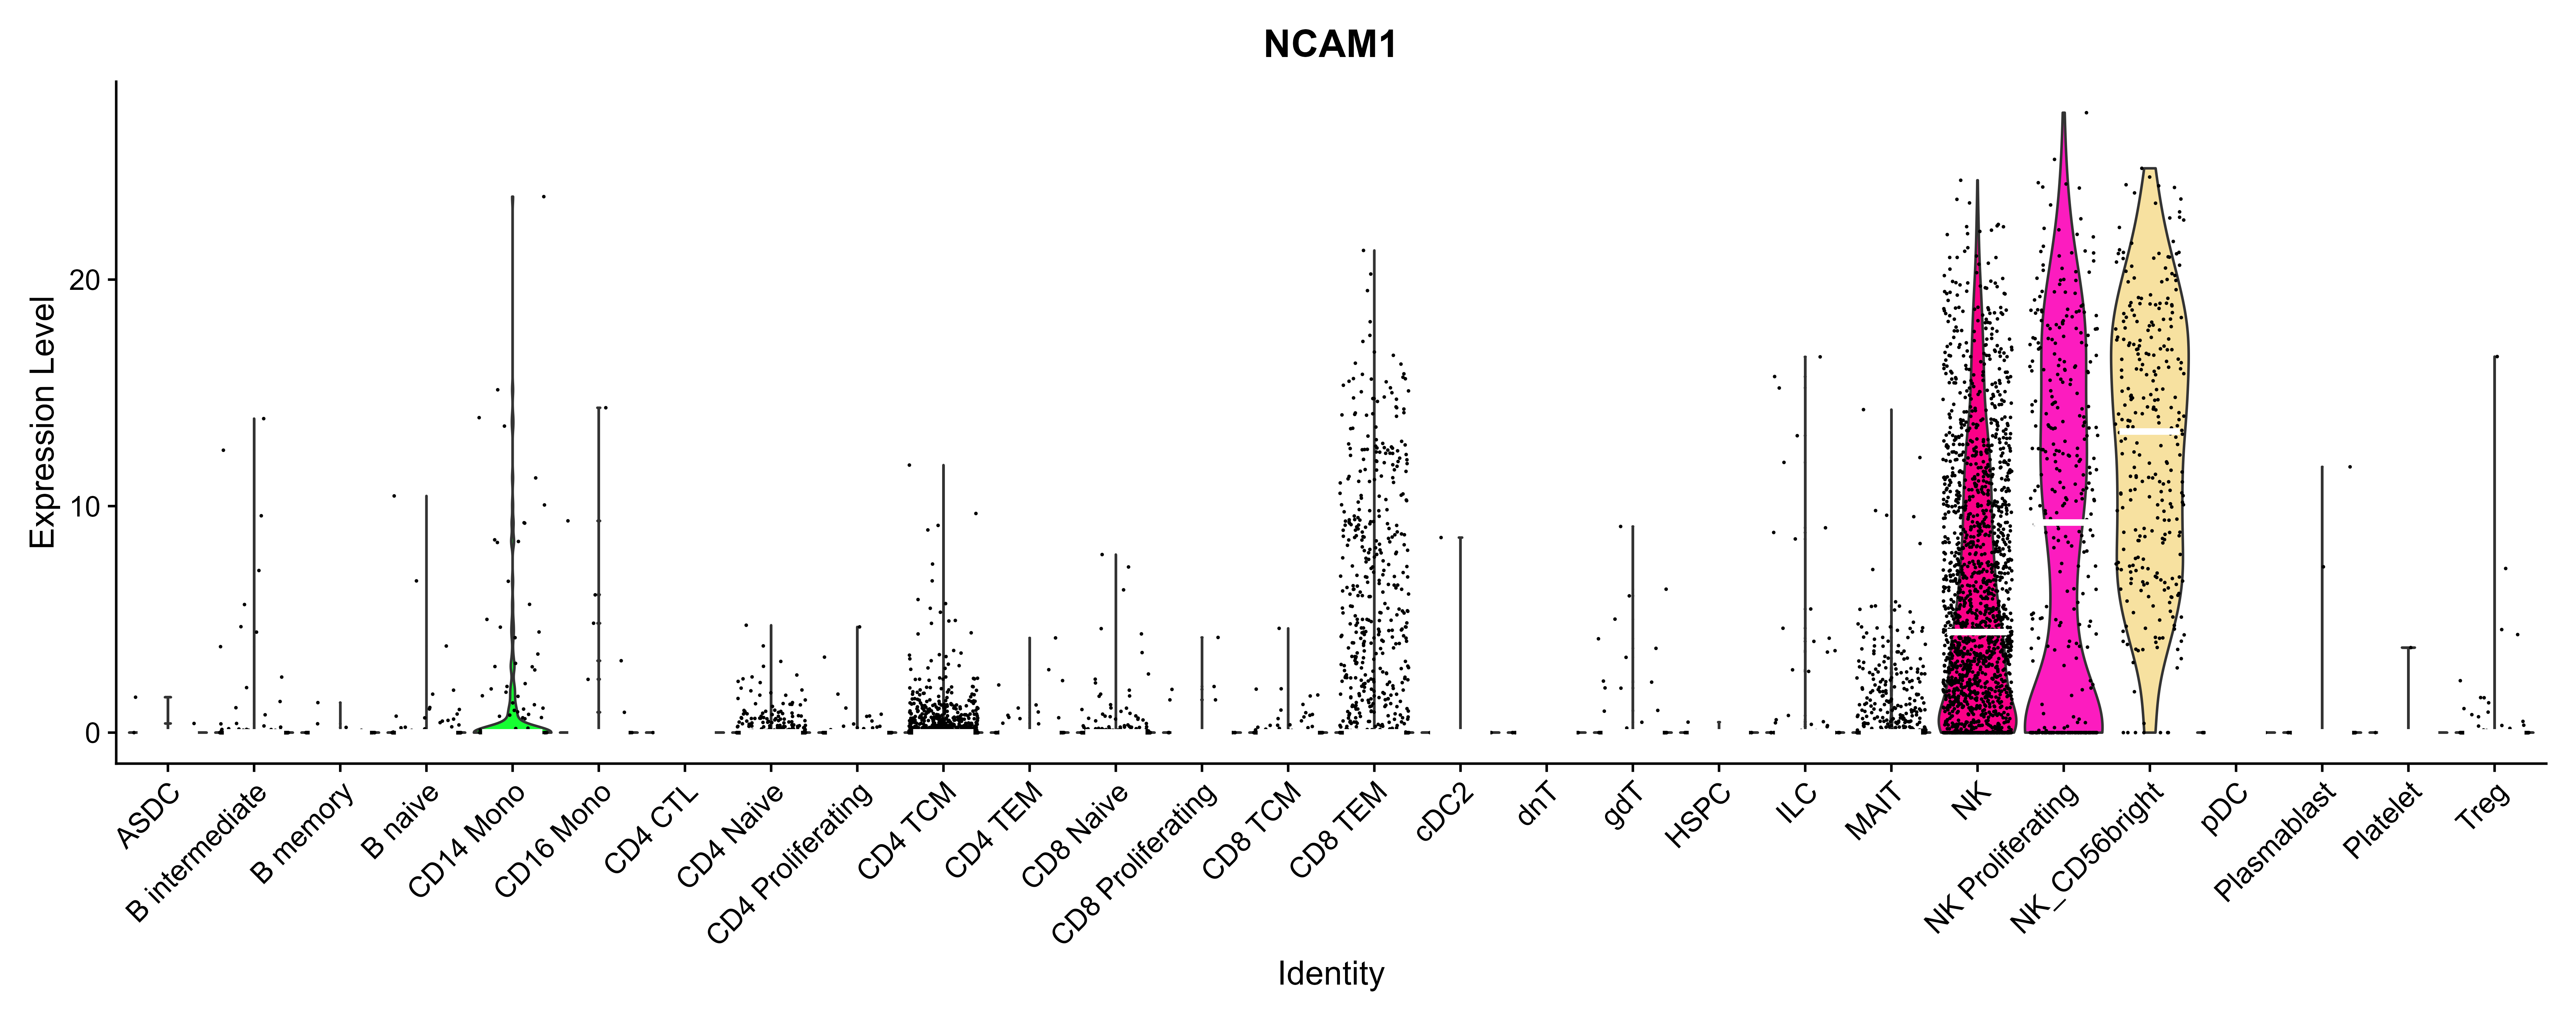 NCAM1
Expression Level
20
10
0
ASDC
B intermediate
B memory
B naive
CD14 Mono
CD16 Mono
CD4 CTL
CD4 Naive
CD4 Proliferating
CD4 TCM
CD4 TEM
CD8 Naive
CD8 Proliferating
CD8 TCM
CD8 TEM
cDC2
dnT
gdT
HSPC
ILC
MAIT
NK
NK Proliferating
NK_CD56bright
pDC
Plasmablast
Platelet
Treg
Identity